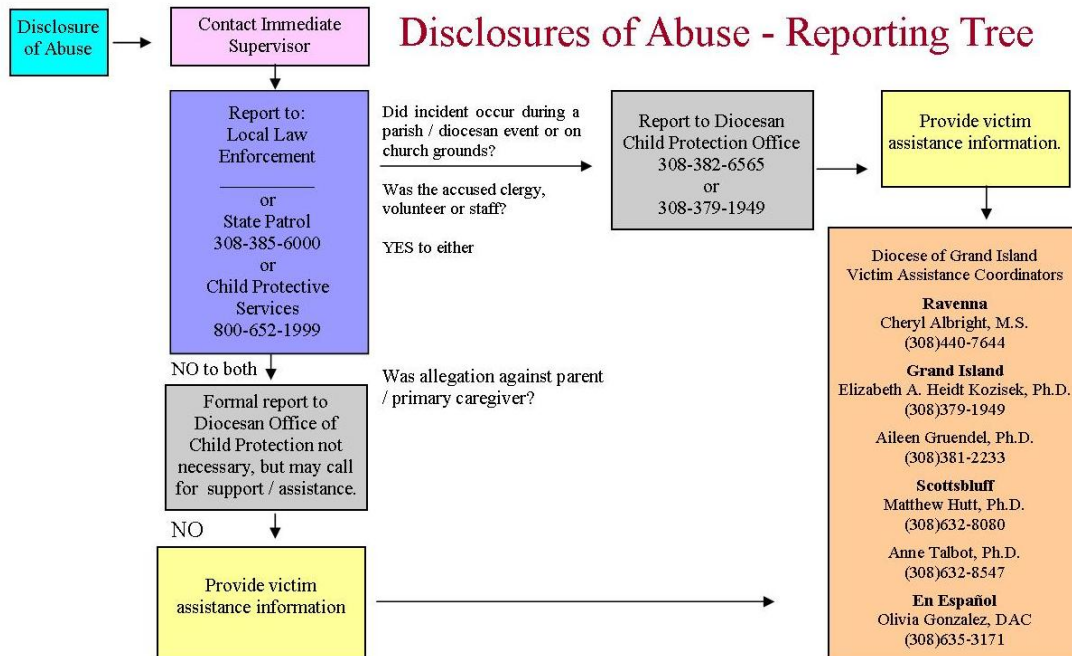 Disclosures of Abuse - Reporting Tree
Disclosure
of Abuse
Contact Immediate
Supervisor
Report to:
Local Law
Enforcement
____________
or
State Patrol
308-385-6000
or
Child Protective
Services
800-652-1999
Did incident occur during a
parish / diocesan event or on
church grounds?
Was the accused clergy,
volunteer or staff?
YES to either
Report to Diocesan
Child Protection Office
308-382-6565
or
308-379-1949
Provide victim
assistance information.
Diocese of Grand Island
Victim Assistance Coordinators
Ravenna
Cheryl Albright, M.S.
(308)440-7644
Grand Island
Elizabeth A. Heidt Kozisek, Ph.D.
(308)379-1949
Aileen Gruendel, Ph.D.
(308)381-2233
Scottsbluff
Matthew Hutt, Ph.D.
(308)632-8080
Anne Talbot, Ph.D.
(308)632-8547
En Español
Olivia Gonzalez, DAC
(308)635-3171
NO to both
Was allegation against parent
/ primary caregiver?
Formal report to
Diocesan Office of
Child Protection not
necessary, but may call
for support / assistance.
NO
Provide victim
assistance information